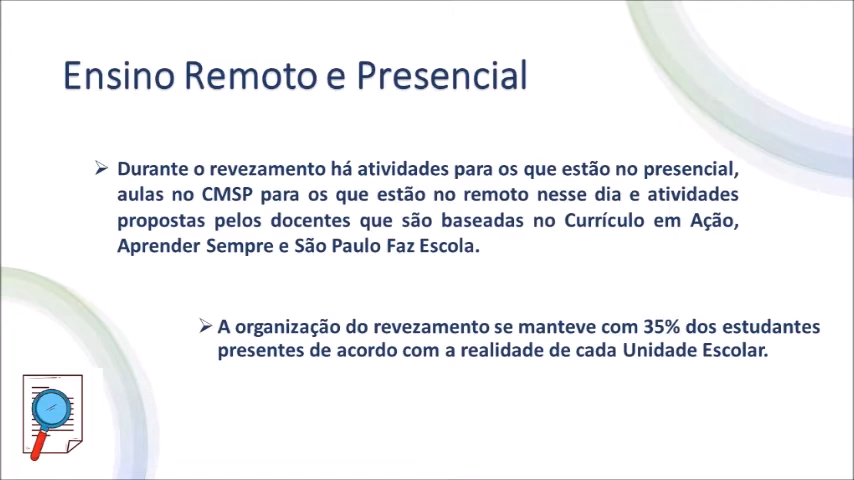 Ensino Remoto e Presencial
Durante o revezamento há atividades para os que estão no presencial,
aulas no CMSP para os que estão no remoto nesse dia e atividades
propostas pelos docentes que são baseadas no Currículo em Ação,
Aprender Sempre e São Paulo Faz Escola.
A organização do revezamento se manteve com 35% dos estudantes
presentes de acordo com a realidade de cada Unidade Escolar.